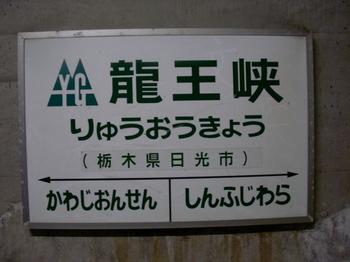 YG 龍王峡
りゅうおうきょう
(栃木県日光市)
かわじおんせん しんふじわら